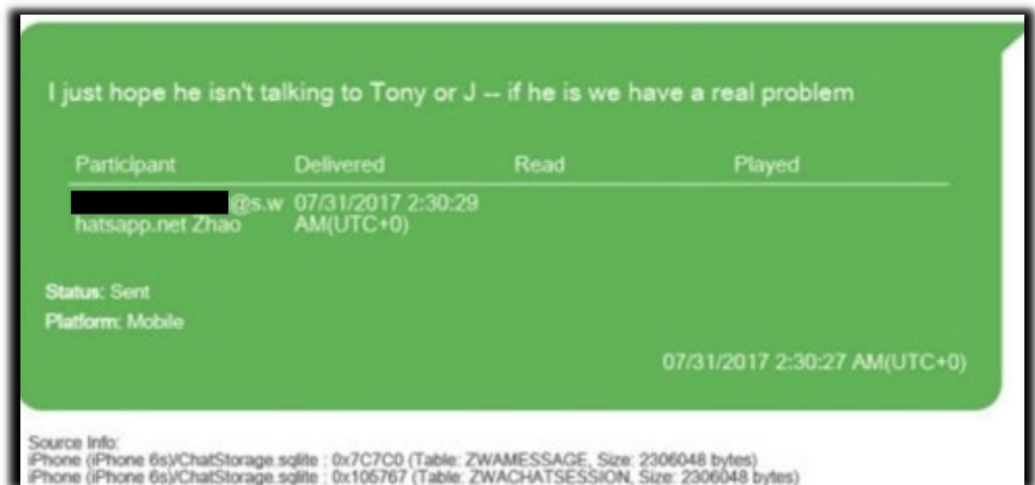 I just hope he isn't talking to Tony or J -- if he is we have a real problem
Participant Delivered Read Played
@s.w 07/31/2017 2:30:29
hatsapp.net Zhao AM(UTC+0)
Status: Sent
Platform: Mobile
07/31/2017 2:30:27 AM(UTC+0)
Source Info:
iPhone (iPhone 6s)/ChatStorage.sqlite : 0x7C7C0 (Table: ZWAMESSAGE, Size: 2306048 bytes)
iPhone (iPhone 6s)/ChatStorage.sqlite : 0x105767 (Table: ZWACHATSESSION, Size: 2306048 bytes)